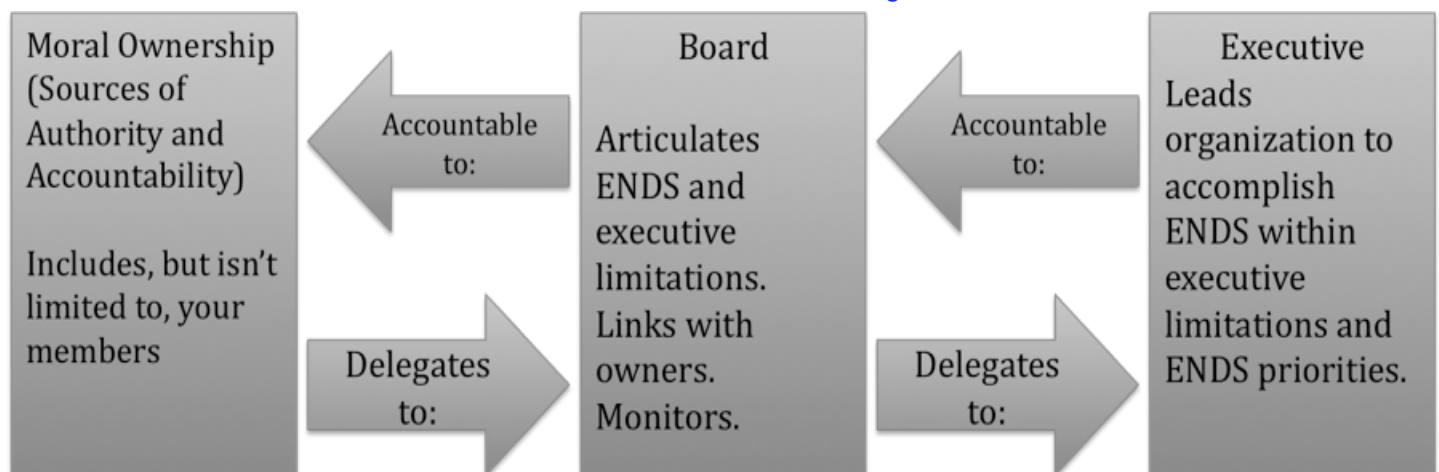 Moral Ownership
(Sources of
Authority and
Accountability)
Includes, but isn't
limited to, your
members
Accountable
to:
Delegates
to:
Board
Articulates
ENDS and
executive
limitations.
Links with
owners.
Monitors.
Accountable
to:
Delegates
to:
Executive
Leads
organization to
accomplish
ENDS within
executive
limitations and
ENDS priorities.